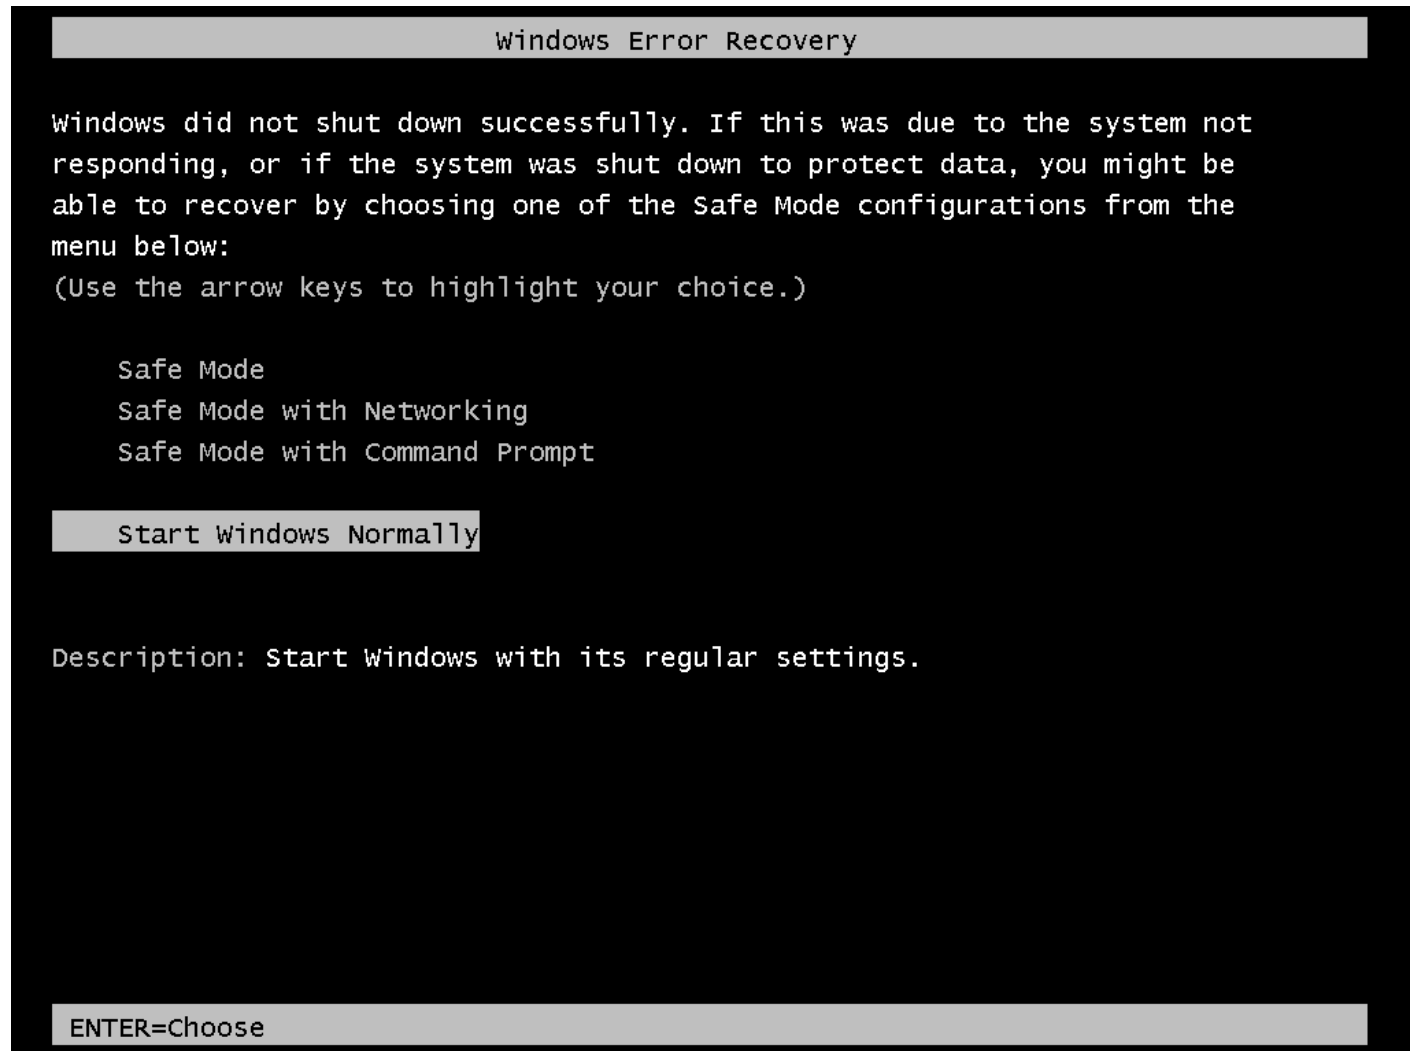 Windows Error Recovery
Windows did not shut down successfully. If this was due to the system not
responding, or if the system was shut down to protect data, you might be
able to recover by choosing one of the Safe Mode configurations from the
menu below:
(Use the arrow keys to highlight your choice.)
Safe Mode
Safe Mode with Networking
Safe Mode with Command Prompt
Start Windows Normally
Description: Start Windows with its regular settings.
ENTER=Choose